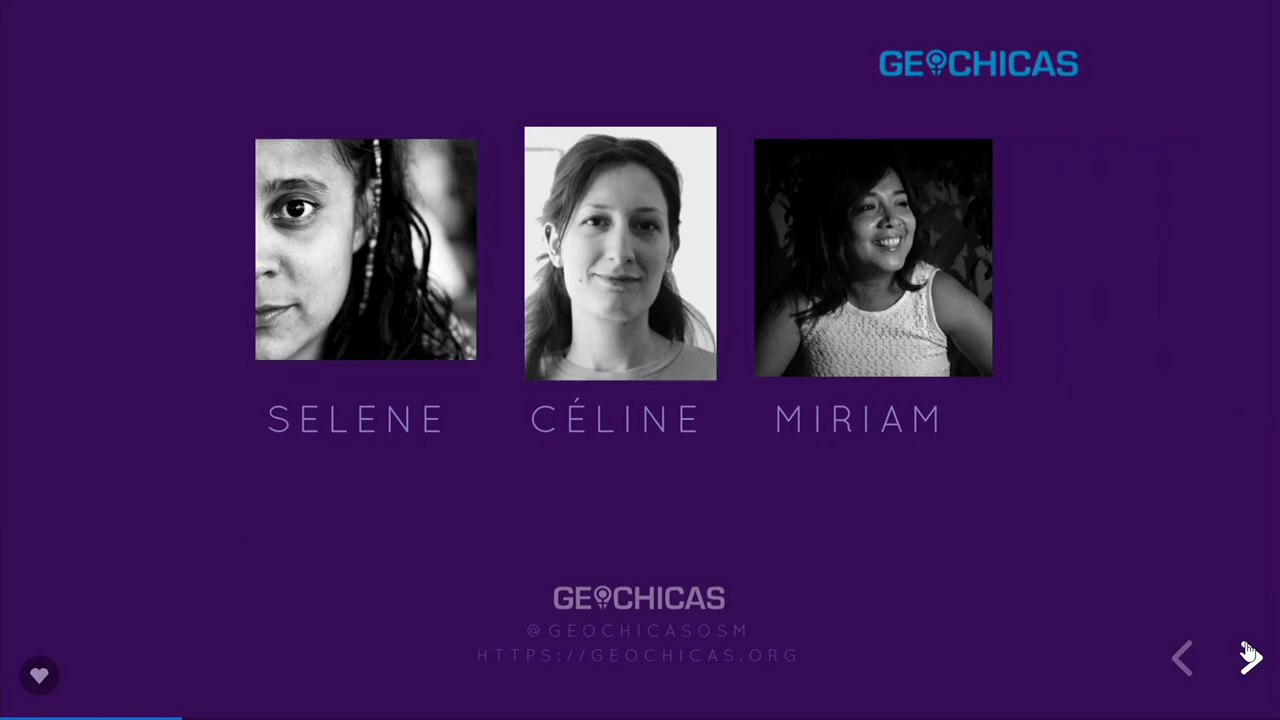 GEOCHICAS
SELENE CÉLINE MIRIAM
GEOCHICAS
@GEOCHICASOSM
HTTPS://GEOCHICAS.ORG